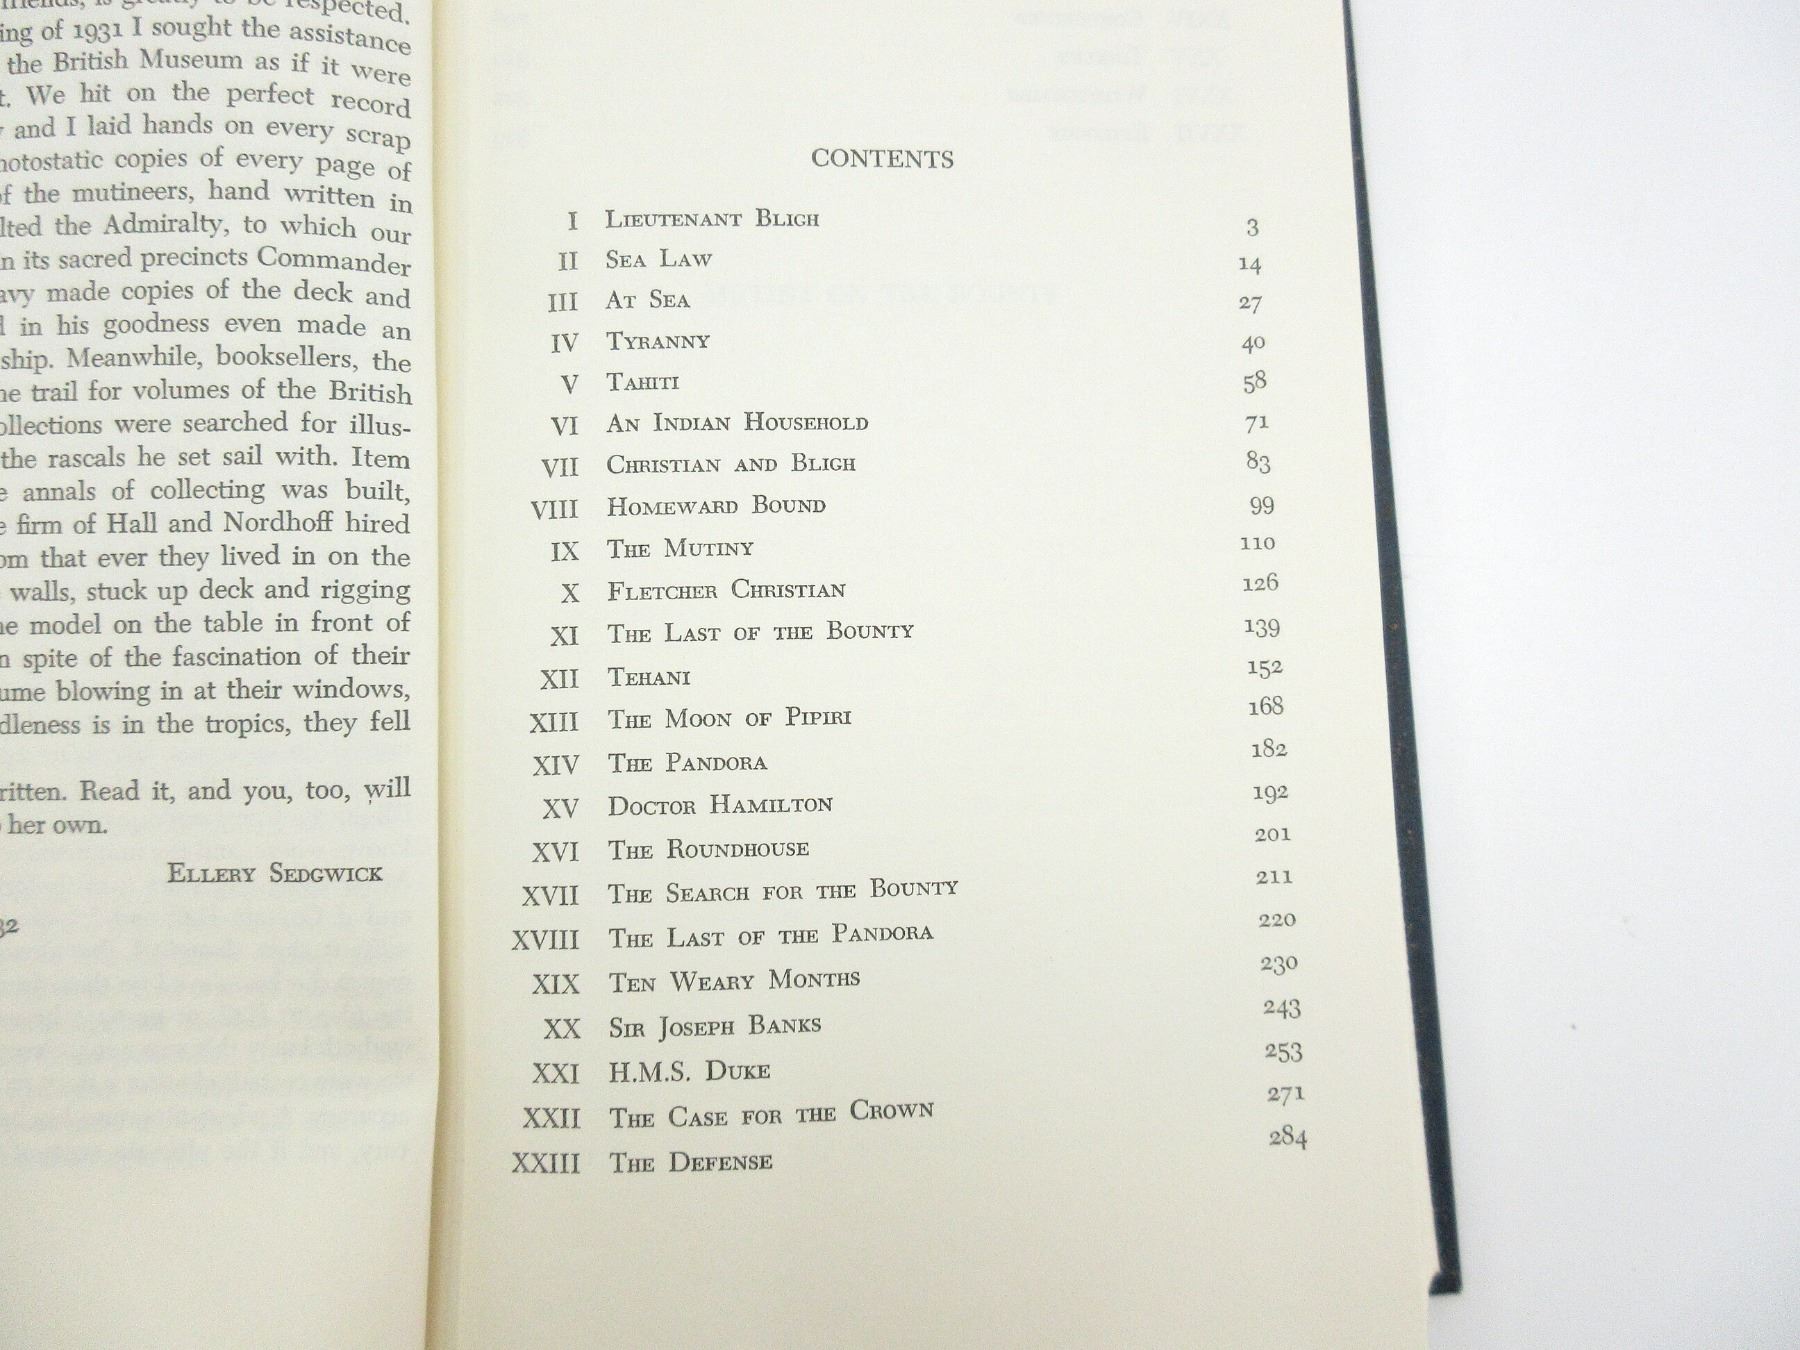 friends, is greatly to be respected.
ing of 1931 I sought the assistance
the British Museum as if it were
t. We hit on the perfect record
and I laid hands on every scrap
hotostatic copies of every page of
of the mutineers, hand written in
lted the Admiralty, to which our
n its sacred precincts Commander
avy made copies of the deck and
d in his goodness even made an
ship. Meanwhile, booksellers, the
he trail for volumes of the British
ollections were searched for illus-
the rascals he set sail with. Item
e annals of collecting was built,
e firm of Hall and Nordhoff hired
om that ever they lived in on the
walls, stuck up deck and rigging
he model on the table in front of
n spite of the fascination of their
ume blowing in at their windows,
dleness is in the tropics, they fell
ritten. Read it, and you, too, will
her own.
Ellery Sedgwick
32
CONTENTS
I Lieutenant Bligh 3
II Sea Law 14
III At Sea 27
IV Tyranny 40
V Tahiti 58
VI An Indian Household 71
VII Christian and Bligh 83
VIII Homeward Bound 99
IX The Mutiny 110
X Fletcher Christian 126
XI The Last of the Bounty 139
XII Tehani 152
XIII The Moon of Pipiri 168
XIV The Pandora 182
XV Doctor Hamilton 192
XVI The Roundhouse 201
XVII The Search for the Bounty 211
XVIII The Last of the Pandora 220
XIX Ten Weary Months 230
XX Sir Joseph Banks 243
XXI H.M.S. Duke 253
XXII The Case for the Crown 271
XXIII The Defense 284